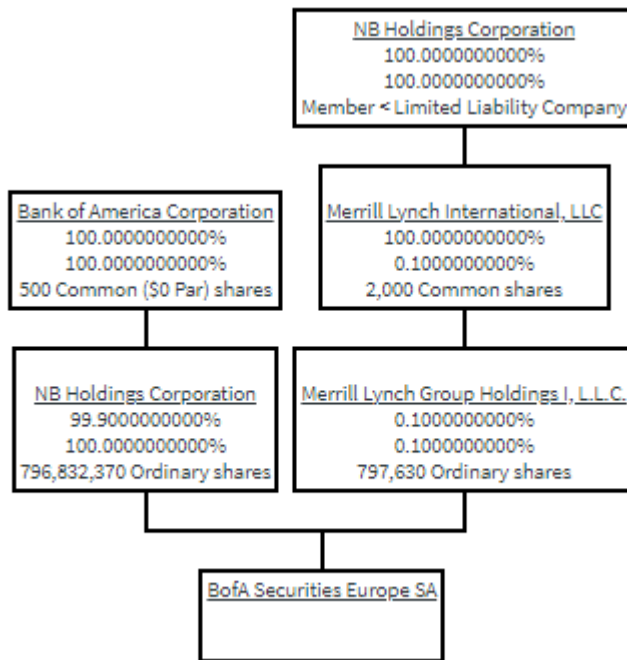 NB Holdings Corporation
100.0000000000%
100.0000000000%
Member < Limited Liability Company
Bank of America Corporation
100.0000000000%
100.0000000000%
500 Common ($0 Par) shares
Merrill Lynch International, LLC
100.0000000000%
0.1000000000%
2,000 Common shares
NB Holdings Corporation
99.9000000000%
100.0000000000%
796,832,370 Ordinary shares
Merrill Lynch Group Holdings I, L.L.C.
0.1000000000%
0.1000000000%
797,630 Ordinary shares
BofA Securities Europe SA